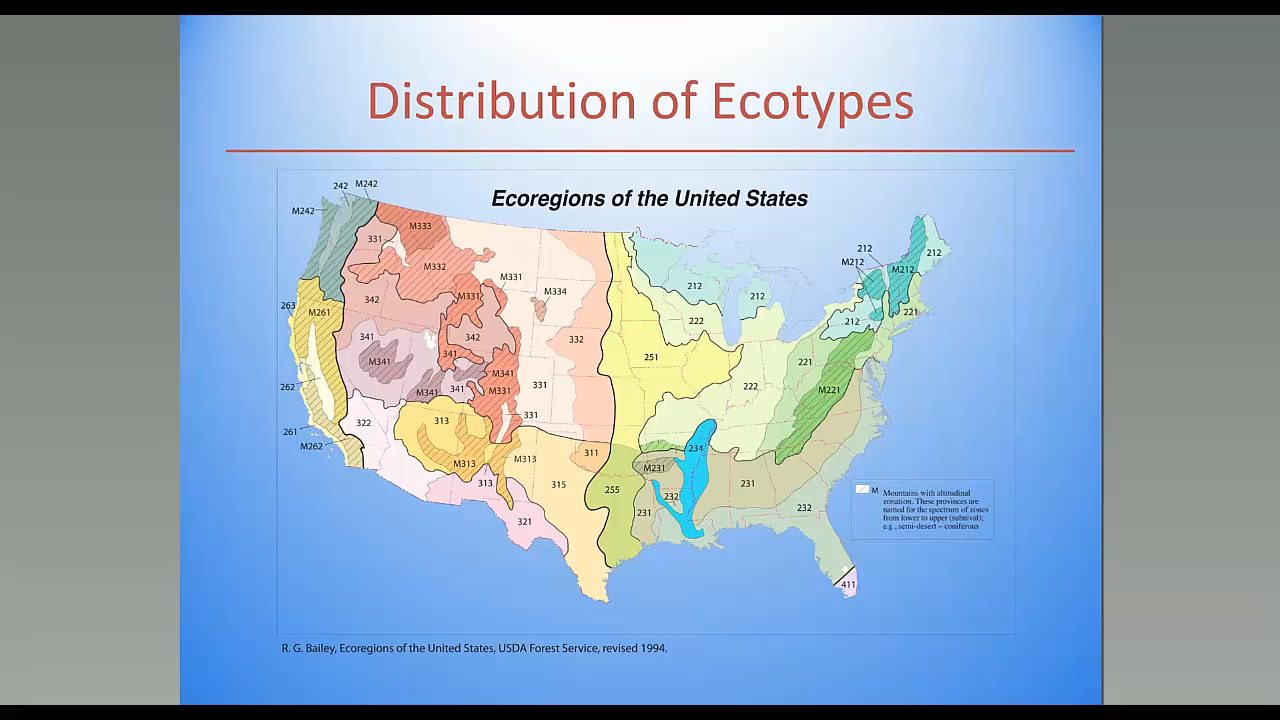 Distribution of Ecotypes
Ecoregions of the United States
242 M242
M242
331
M333
M332
M331
M331
M334
342
263
M261
341
342
332
M341
341
M341
M341
341
M331
331
262
331
322
313
261
M262
M313
M313
311
313
315
321
212
212
222
251
222
221
M221
212
M212
M212
212
212
221
234
M231
232
231
255
231
232
411
M Mountains with altitudinal
zonation. These provinces are
named for the spectrum of zones
from lower to upper (subnival);
e.g., semi-desert – coniferous
R. G. Bailey, Ecoregions of the United States, USDA Forest Service, revised 1994.